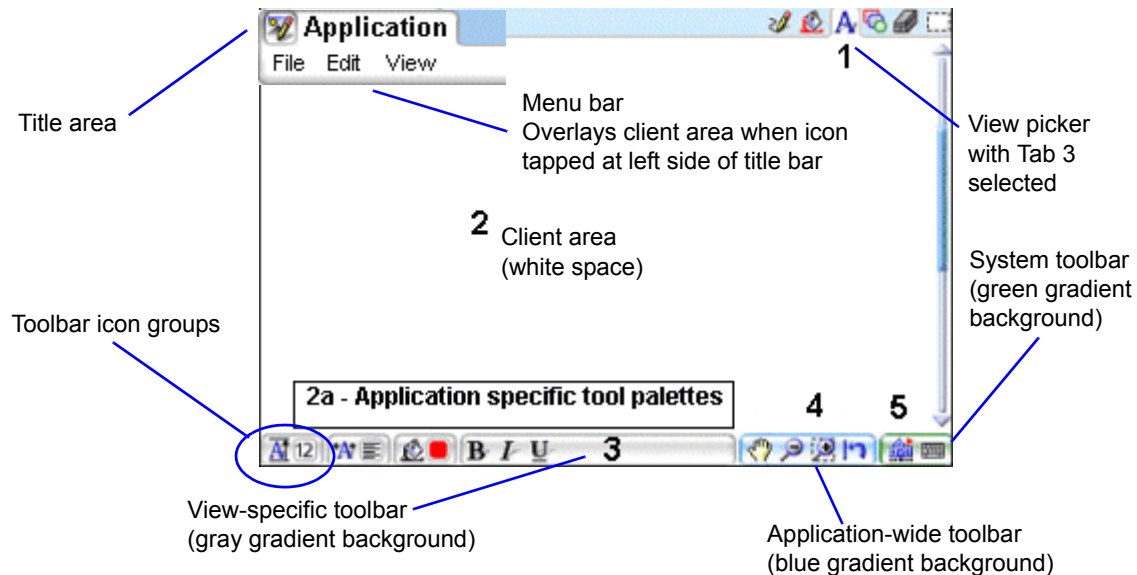 Application
File Edit View
A
1
Title area
Menu bar
Overlays client area when icon
tapped at left side of title bar
View picker
with Tab 3
selected
2
Client area
(white space)
System toolbar
(green gradient
background)
Toolbar icon groups
2a - Application specific tool palettes
4
5
A 12 A B I U 3
View-specific toolbar
(gray gradient background)
Application-wide toolbar
(blue gradient background)